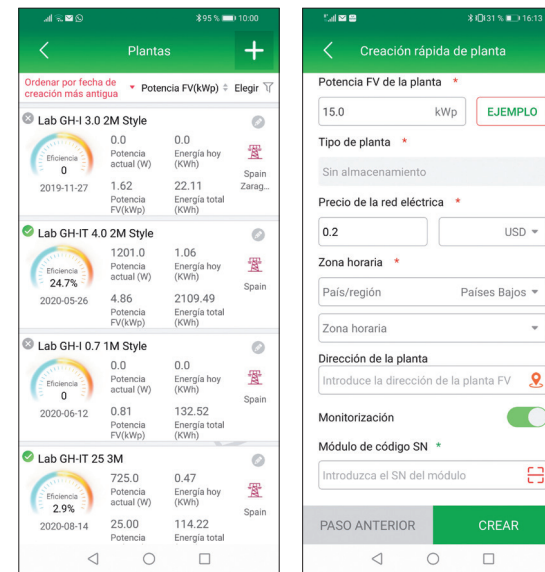 95 % 10:00
Plantas
Ordenar por fecha de creación más antigua
Potencia FV(kWp)
Elegir
Lab GH-I 3.0 2M Style
Eficiencia
0
2019-11-27
0.0
Potencia actual (W)
0.0
Energía hoy (KWh)
1.62
Potencia FV(kWp)
22.11
Energía total (KWh)
Spain
Zarag...
Lab GH-IT 4.0 2M Style
Eficiencia
24.7%
2020-05-26
1201.0
Potencia actual (W)
1.06
Energía hoy (KWh)
4.86
Potencia FV(kWp)
2109.49
Energía total (KWh)
Spain
Lab GH-I 0.7 1M Style
Eficiencia
0
2020-06-12
0.0
Potencia actual (W)
0.0
Energía hoy (KWh)
0.81
Potencia FV(kWp)
132.52
Energía total (KWh)
Spain
Lab GH-IT 25 3M
Eficiencia
2.9%
2020-08-14
725.0
Potencia actual (W)
0.47
Energía hoy (KWh)
25.00
Potencia
114.22
Energía total
Spain
31 % 16:13
Creación rápida de planta
Potencia FV de la planta *
15.0 kWp
EJEMPLO
Tipo de planta *
Sin almacenamiento
Precio de la red eléctrica *
0.2
USD
Zona horaria *
País/región
Países Bajos
Zona horaria
Dirección de la planta
Introduce la dirección de la planta FV
Monitorización
Módulo de código SN *
Introduzca el SN del módulo
PASO ANTERIOR
CREAR